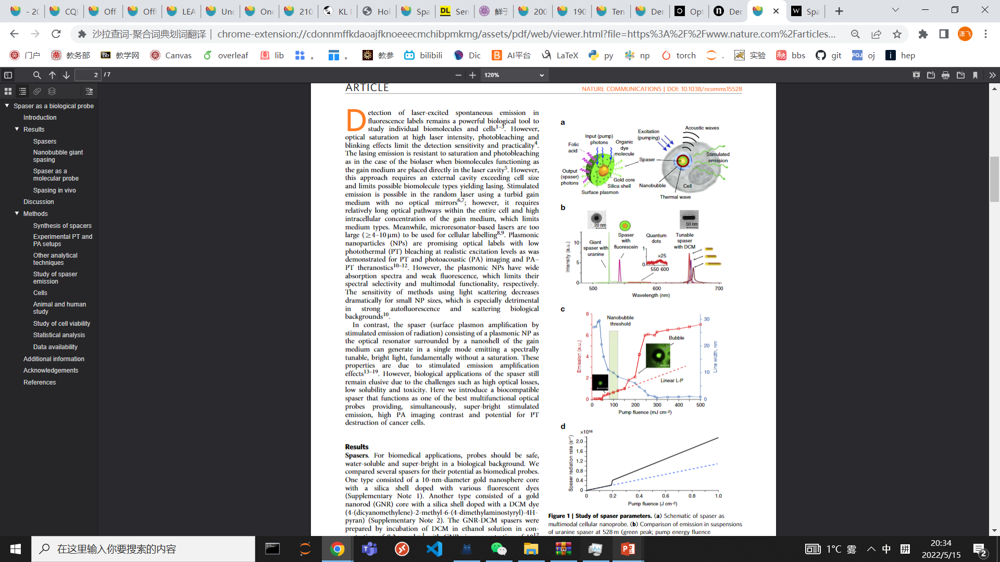 - 20
CQI
Off-
Offl
LEA
Unc
One
210
KL I
Hol
Spa
DL
Sen
鲜于
200
190
Ten
Der
Opt
n
Der
W
Spa
沙拉查词-聚合词典划词翻译 | chrome-extension://cdonnmffkdaoajfknoeeecmchibpmkmg/assets/pdf/web/viewer.html?file=https%3A%2F%2Fwww.nature.com%2Farticles...
潇飞
门户
教务部
Bb
教学网
Canvas
overleaf
lib
。
。
教参
bilibili
Dic
AI平台
LaTeX
py
np
torch
.
实验
bbs
git
POJ
oj
hep
2 / 7
120%
Spaser as a biological probe
Introduction
Results
Spasers
Nanobubble giant
spasing
Spaser as a
molecular probe
Spasing in vivo
Discussion
Methods
Synthesis of spacers
Experimental PT and
PA setups
Other analytical
techniques
Study of spaser
emission
Cells
Animal and human
study
Study of cell viability
Statistical analysis
Data availability
Additional information
Acknowledgements
References
ARTICLE
NATURE COMMUNICATIONS | DOI: 10.1038/ncomms15528
Detection of laser-excited spontaneous emission in
fluorescence labels remains a powerful biological tool to
study individual biomolecules and cells1–3. However,
optical saturation at high laser intensity, photobleaching and
blinking effects limit the detection sensitivity and practicality4.
The lasing emission is resistant to saturation and photobleaching
as in the case of the biolaser when biomolecules functioning as
the gain medium are placed directly in the laser cavity5. However,
this approach requires an external cavity exceeding cell size
and limits possible biomolecule types yielding lasing. Stimulated
emission is possible in the random laser using a turbid gain
medium with no optical mirrors6,7; however, it requires
relatively long optical pathways within the entire cell and high
intracellular concentration of the gain medium, which limits
medium types. Meanwhile, microresonator-based lasers are too
large (≥4–10 μm) to be used for cellular labelling8,9. Plasmonic
nanoparticles (NPs) are promising optical labels with low
photothermal (PT) bleaching at realistic excitation levels as was
demonstrated for PT and photoacoustic (PA) imaging and PA–
PT theranostics10–12. However, the plasmonic NPs have wide
absorption spectra and weak fluorescence, which limits their
spectral selectivity and multimodal functionality, respectively.
The sensitivity of methods using light scattering decreases
dramatically for small NP sizes, which is especially detrimental
in strong autofluorescence and scattering biological
backgrounds10.
In contrast, the spaser (surface plasmon amplification by
stimulated emission of radiation) consisting of a plasmonic NP as
the optical resonator surrounded by a nanoshell of the gain
medium can generate in a single mode emitting a spectrally
tunable, bright light, fundamentally without a saturation. These
properties are due to stimulated emission amplification
effects13–19. However, biological applications of the spaser still
remain elusive due to the challenges such as high optical losses,
low solubility and toxicity. Here we introduce a biocompatible
spaser that functions as one of the best multifunctional optical
probes providing, simultaneously, super-bright stimulated
emission, high PA imaging contrast and potential for PT
destruction of cancer cells.
Results
Spasers. For biomedical applications, probes should be safe,
water-soluble and super-bright in a biological background. We
compared several spasers for their potential as biomedical probes.
One type consisted of a 10-nm-diameter gold nanosphere core
with a silica shell doped with various fluorescent dyes
(Supplementary Note 1). Another type consisted of a gold
nanorod (GNR) core with a silica shell doped with a DCM dye
(4-(dicyanomethylene)-2-methyl-6-(4-dimethylaminostyryl)-4H-
pyran) (Supplementary Note 2). The GNR-DCM spasers were
prepared by incubation of DCM in ethanol solution in con-
a
Acoustic waves
Excitation
(pumping)
Input (pump)
photons
Organic
dye
molecule
Folic
acid
Stimulated
emission
Spaser
Output
(spaser)
photons
Gold core
Silica shell
Nanobubble
Cell
Surface plasmon
Thermal wave
b
20 nm
50 nm
Giant
spaser with
uranine
Spaser
with
fluorescein
Quantum
dots
Tunable
spaser
with DCM
1
x25
0
550 600
10
5
0
Intensity (a.u.)
500
600
700
Wavelength (nm)
c
8
6
4
2
0
Emission (a.u.)
Nanobubble
threshold
Bubble
Linear L-P
30
20
10
0
Line width, nm
0 100 200 300 400 500
Pump fluence (mJ cm–2)
d
×10^16
2.0
1.6
1.2
0.8
0.4
0
Spaser radiation rate (s–1)
0 0.2 0.4 0.6 0.8 1.0
Pump fluence (J cm–2)
Figure 1 | Study of spaser parameters. (a) Schematic of spaser as
multimodal cellular nanoprobe. (b) Comparison of emission in suspensions
of uranine spaser at 528 m (green peak; pump energy fluence
在这里输入你要搜索的内容
1°C 雾
中
拼
20:34
2022/5/15
2